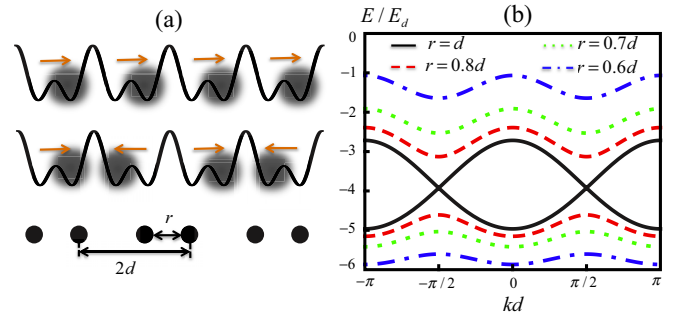 (a)
r
2d
(b)
E / E_d
r = d
r = 0.7d
r = 0.8d
r = 0.6d
0
−1
−2
−3
−4
−5
−6
−π
−π / 2
0
π / 2
π
kd